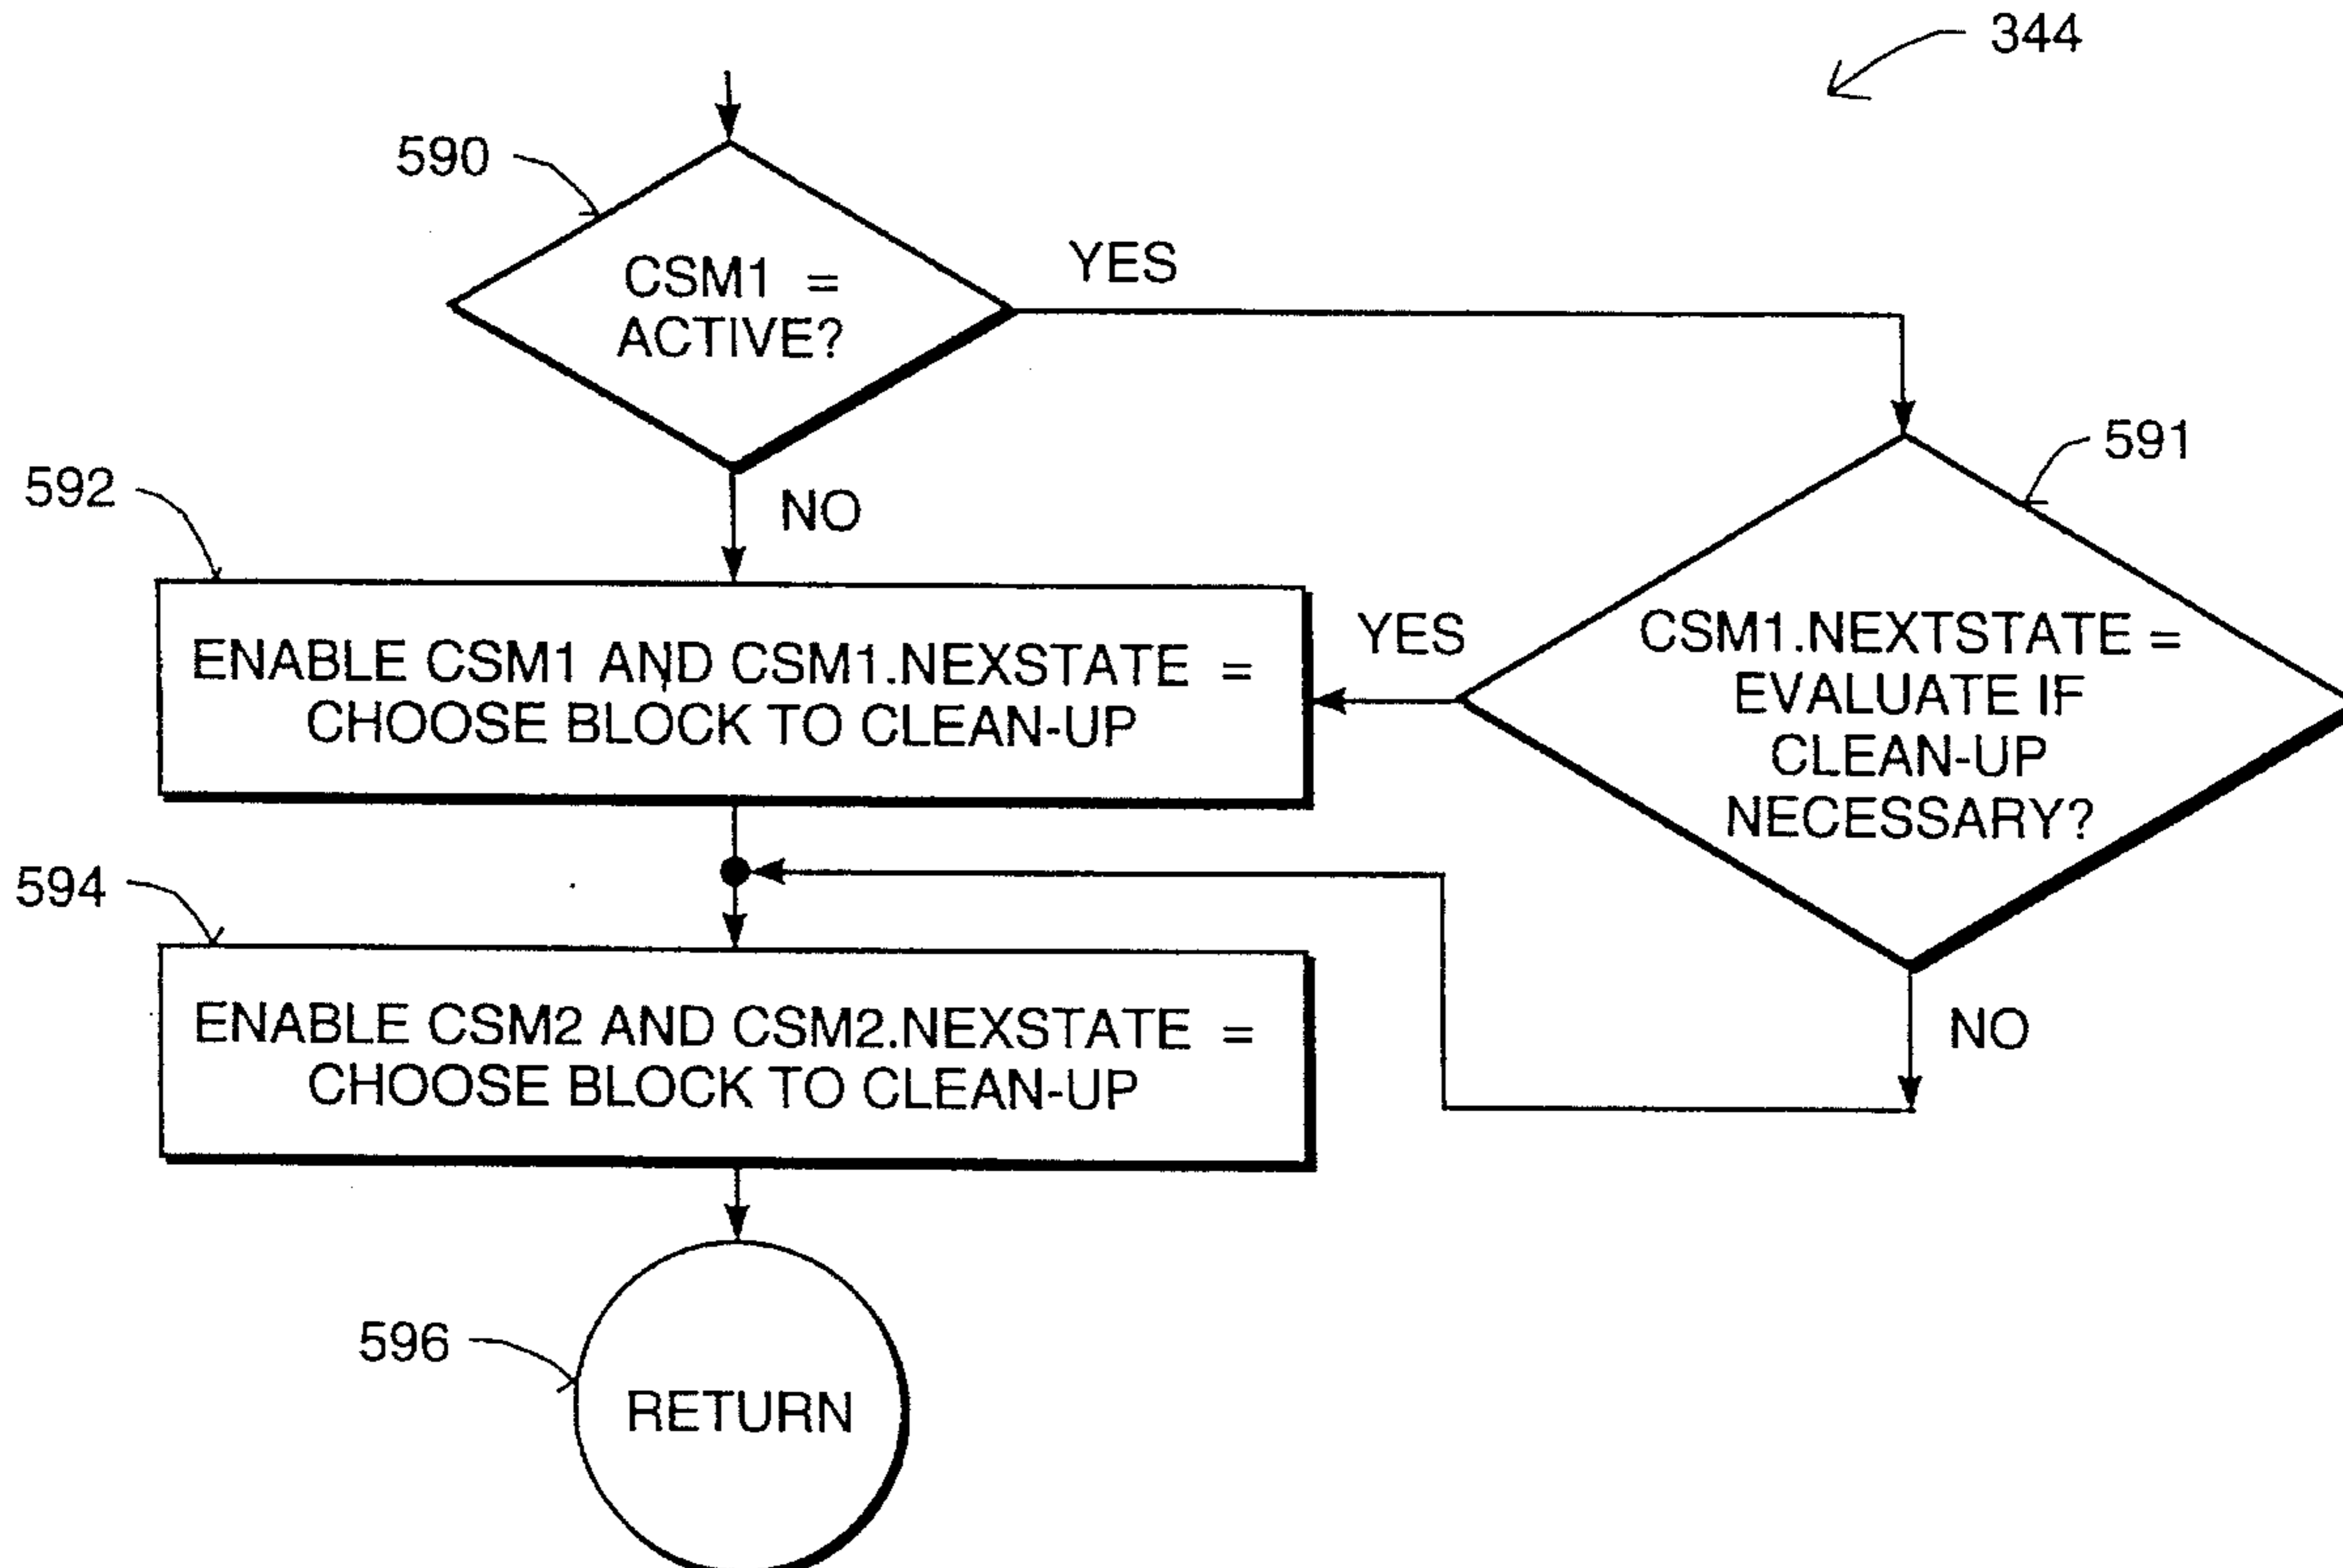 344
590
CSM1 =
ACTIVE?
YES
591
592
NO
ENABLE CSM1 AND CSM1.NEXSTATE =
CHOOSE BLOCK TO CLEAN-UP
YES
CSM1.NEXTSTATE =
EVALUATE IF
CLEAN-UP
NECESSARY?
594
ENABLE CSM2 AND CSM2.NEXSTATE =
CHOOSE BLOCK TO CLEAN-UP
NO
596
RETURN